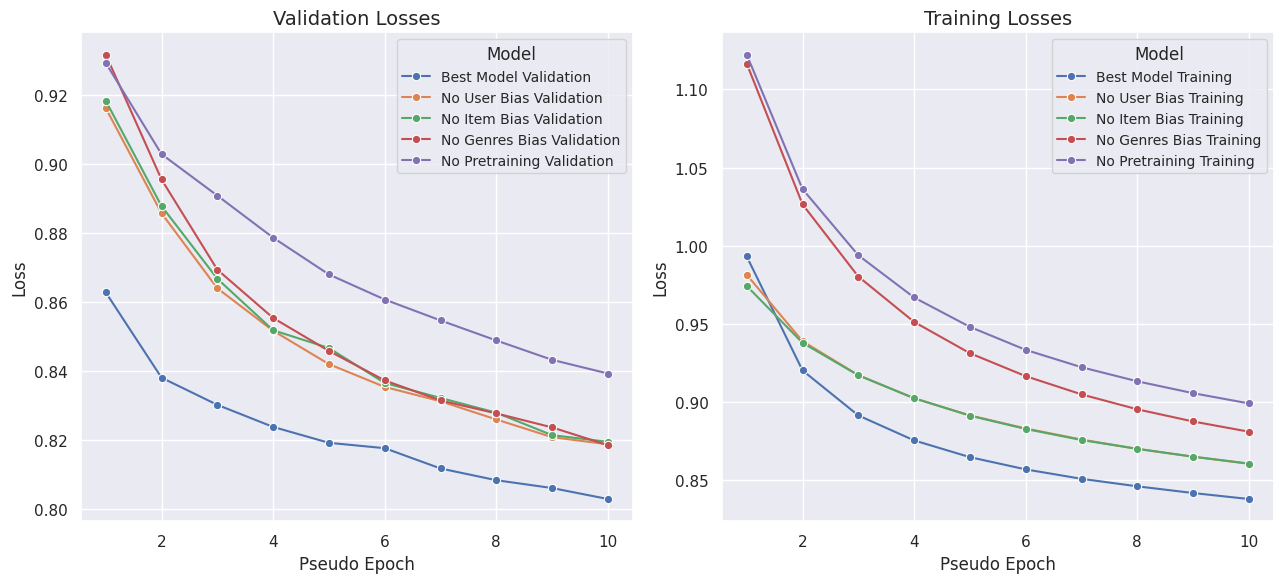 Validation Losses
Model
Best Model Validation
No User Bias Validation
No Item Bias Validation
No Genres Bias Validation
No Pretraining Validation
Loss
0.92
0.90
0.88
0.86
0.84
0.82
0.80
2
4
6
8
10
Pseudo Epoch
Training Losses
Model
Best Model Training
No User Bias Training
No Item Bias Training
No Genres Bias Training
No Pretraining Training
Loss
1.10
1.05
1.00
0.95
0.90
0.85
2
4
6
8
10
Pseudo Epoch